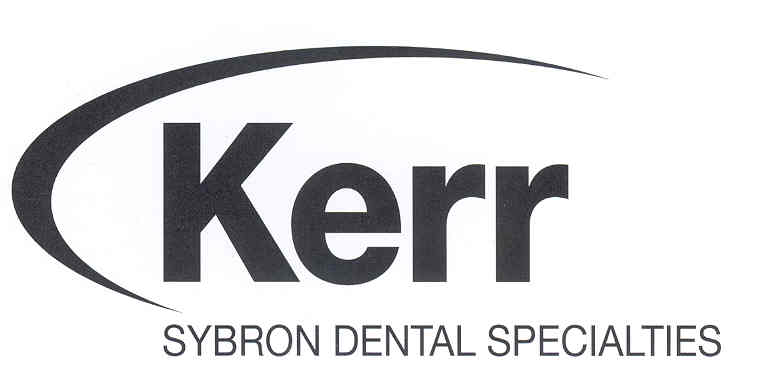 Kerr
SYBRON DENTAL SPECIALTIES